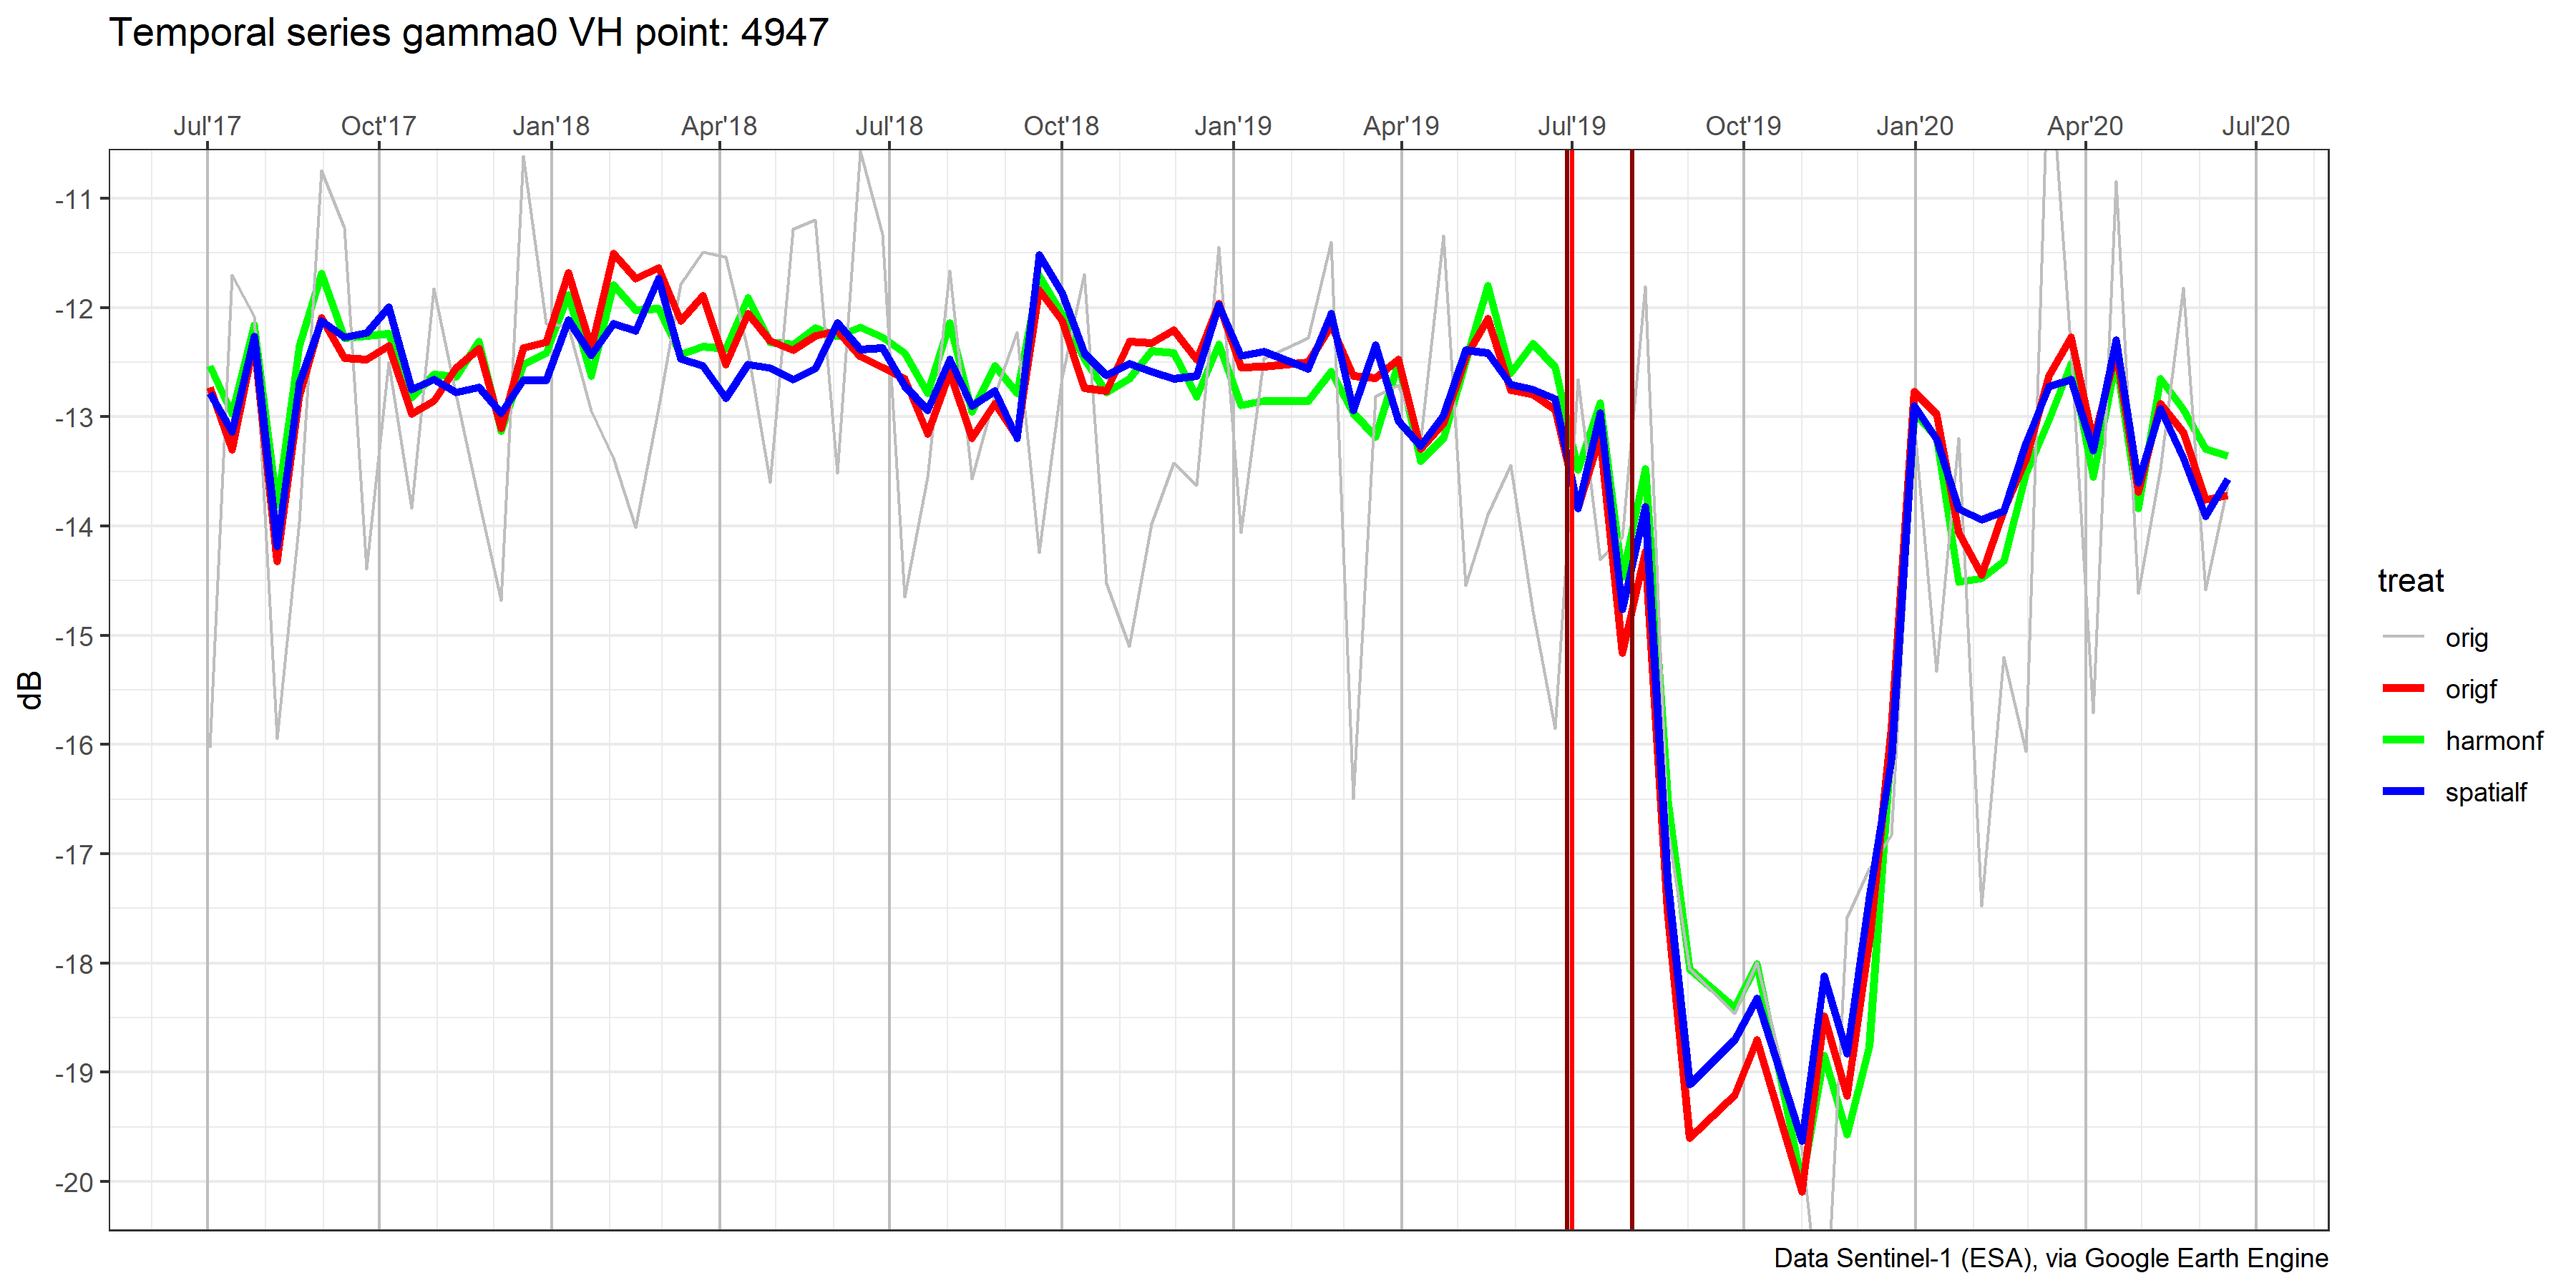 Temporal series gamma0 VH point: 4947
Jul'17 Oct'17 Jan'18 Apr'18 Jul'18 Oct'18 Jan'19 Apr'19 Jul'19 Oct'19 Jan'20 Apr'20 Jul'20
-11
-12
-13
-14
-15
-16
-17
-18
-19
-20
dB
treat
orig
origf
harmonf
spatialf
Data Sentinel-1 (ESA), via Google Earth Engine